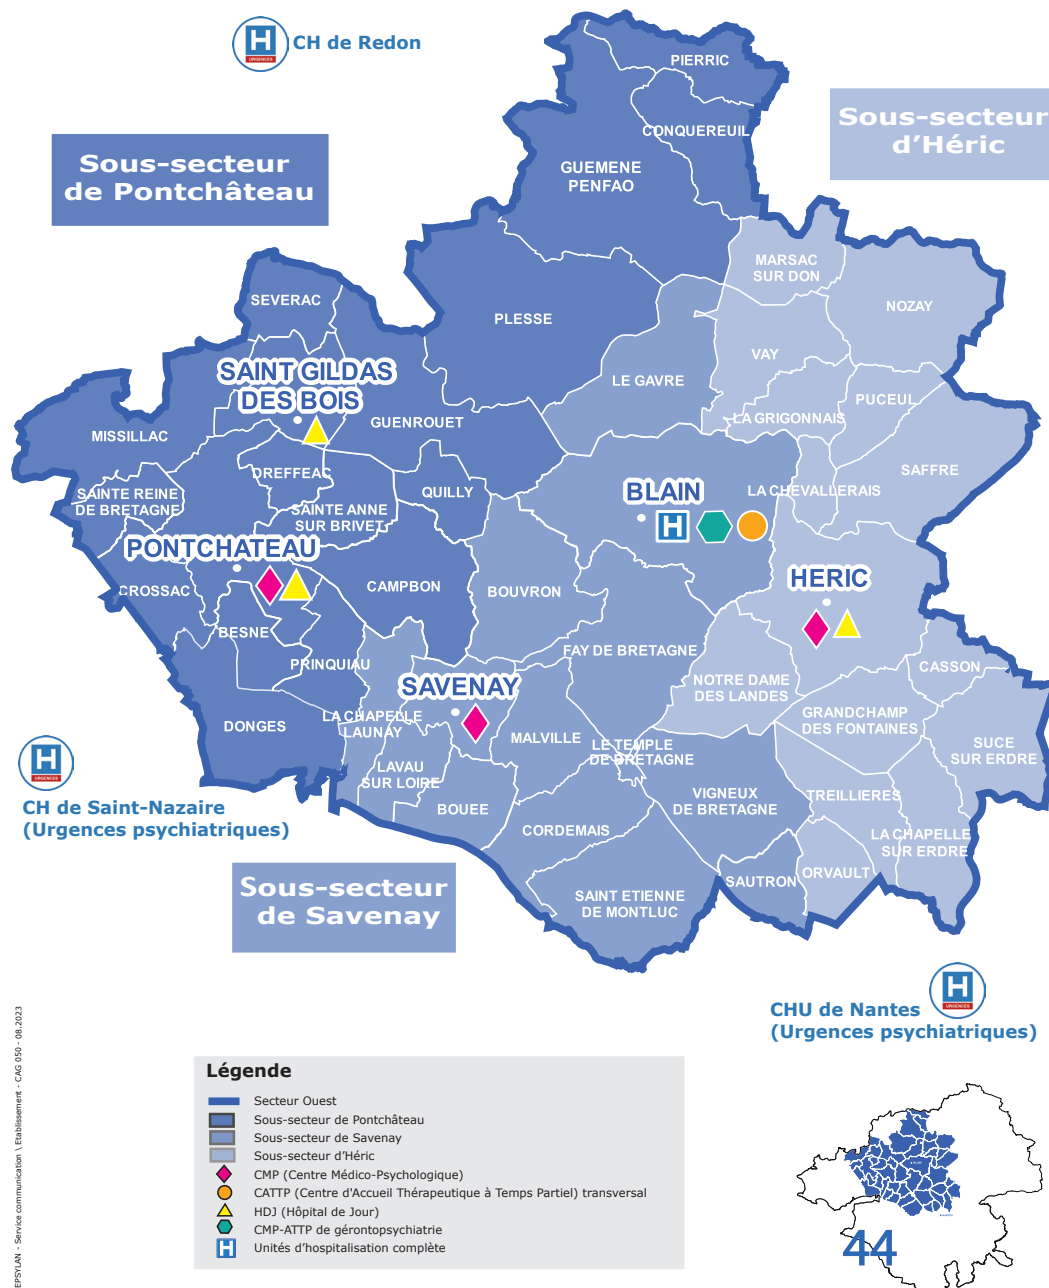 CH de Redon
H
URGENCES
PIERRIC
CONQUEREUIL
Sous-secteur
d'Héric
Sous-secteur
de Pontchâteau
GUEMENE
PENFAO
MARSAC
SUR DON
NOZAY
SEVERAC
PLESSE
VAY
LE GAVRE
SAINT GILDAS
DES BOIS
PUCEUL
LA GRIGONNAIS
GUENROUET
MISSILLAC
SAFFRE
DREFFEAC
QUILLY
BLAIN
LA CHEVALLERAIS
SAINTE REINE
DE BRETAGNE
SAINTE ANNE
SUR BRIVET
H
PONTCHATEAU
HERIC
CROSSAC
CAMPBON
BOUVRON
BESNE
FAY DE BRETAGNE
PRINQUIAU
CASSON
SAVENAY
NOTRE DAME
DES LANDES
DONGES
LA CHAPELLE
LAUNAY
GRANDCHAMP
DES FONTAINES
MALVILLE
LE TEMPLE
DE BRETAGNE
SUCE
SUR ERDRE
H
URGENCES
CH de Saint-Nazaire
(Urgences psychiatriques)
LAVAU
SUR LOIRE
BOUEE
VIGNEUX
DE BRETAGNE
TREILLIERES
CORDEMAIS
LA CHAPELLE
SUR ERDRE
ORVAULT
SAUTRON
SAINT ETIENNE
DE MONTLUC
Sous-secteur
de Savenay
H
URGENCES
CHU de Nantes
(Urgences psychiatriques)
EPSYLAN - Service communication \ Etablissement - CAG 050 - 08.2023
Légende
Secteur Ouest
Sous-secteur de Pontchâteau
Sous-secteur de Savenay
Sous-secteur d'Héric
CMP (Centre Médico-Psychologique)
CATTP (Centre d'Accueil Thérapeutique à Temps Partiel) transversal
HDJ (Hôpital de Jour)
CMP-ATTP de gérontopsychiatrie
H
Unités d'hospitalisation complète
44